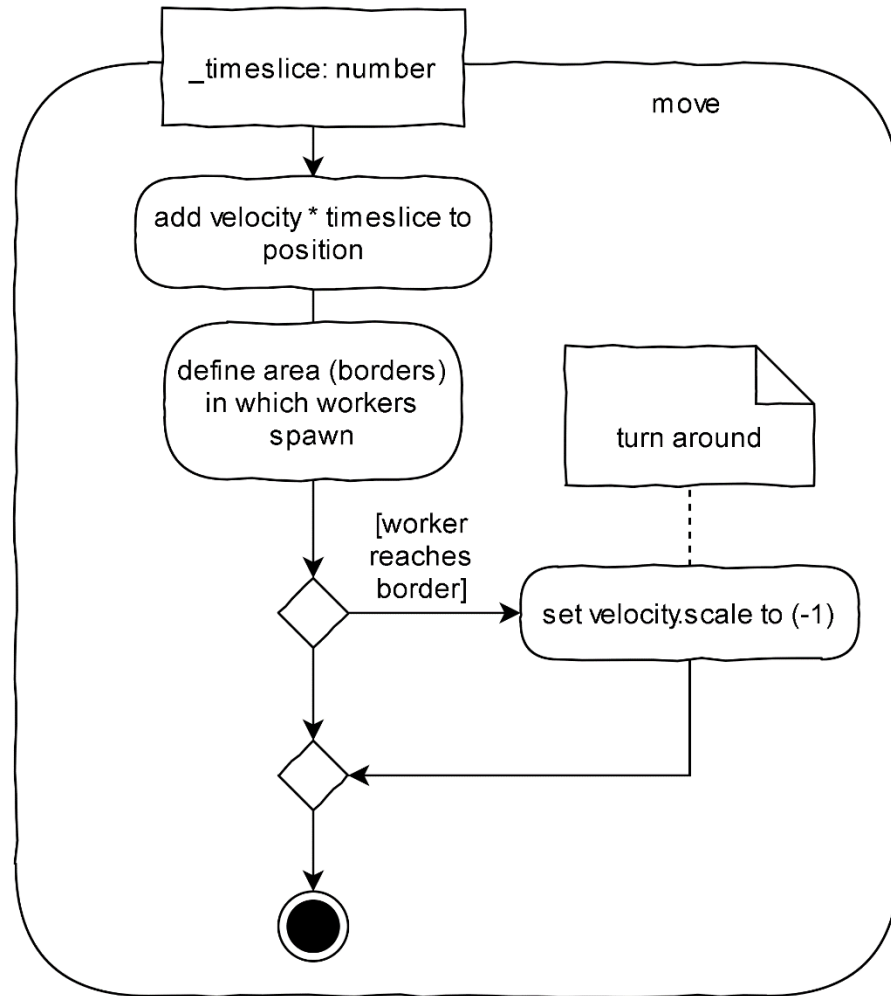 _timeslice: number
move
add velocity * timeslice to
position
define area (borders)
in which workers
spawn
turn around
[worker
reaches
border]
set velocity.scale to (-1)